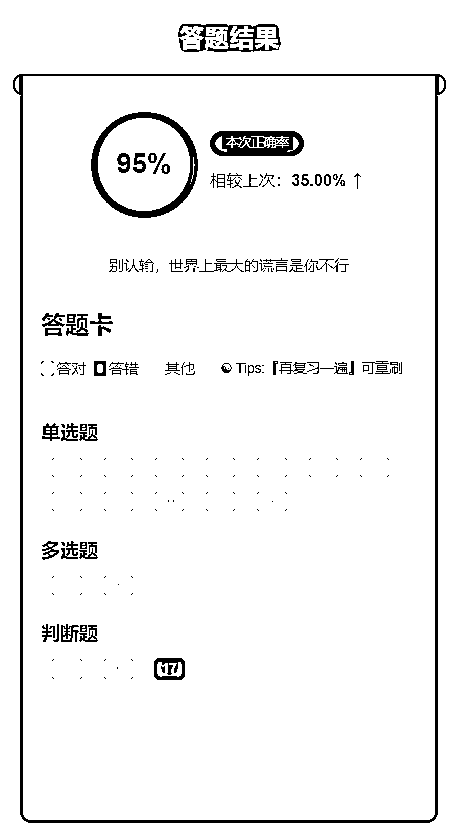 答题结果
95%
本次正确率
相较上次：35.00% ↑
别认输，世界上最大的谎言是你不行
答题卡
答对 答错 其他 Tips:『再复习一遍』可重刷
单选题
多选题
判断题
17